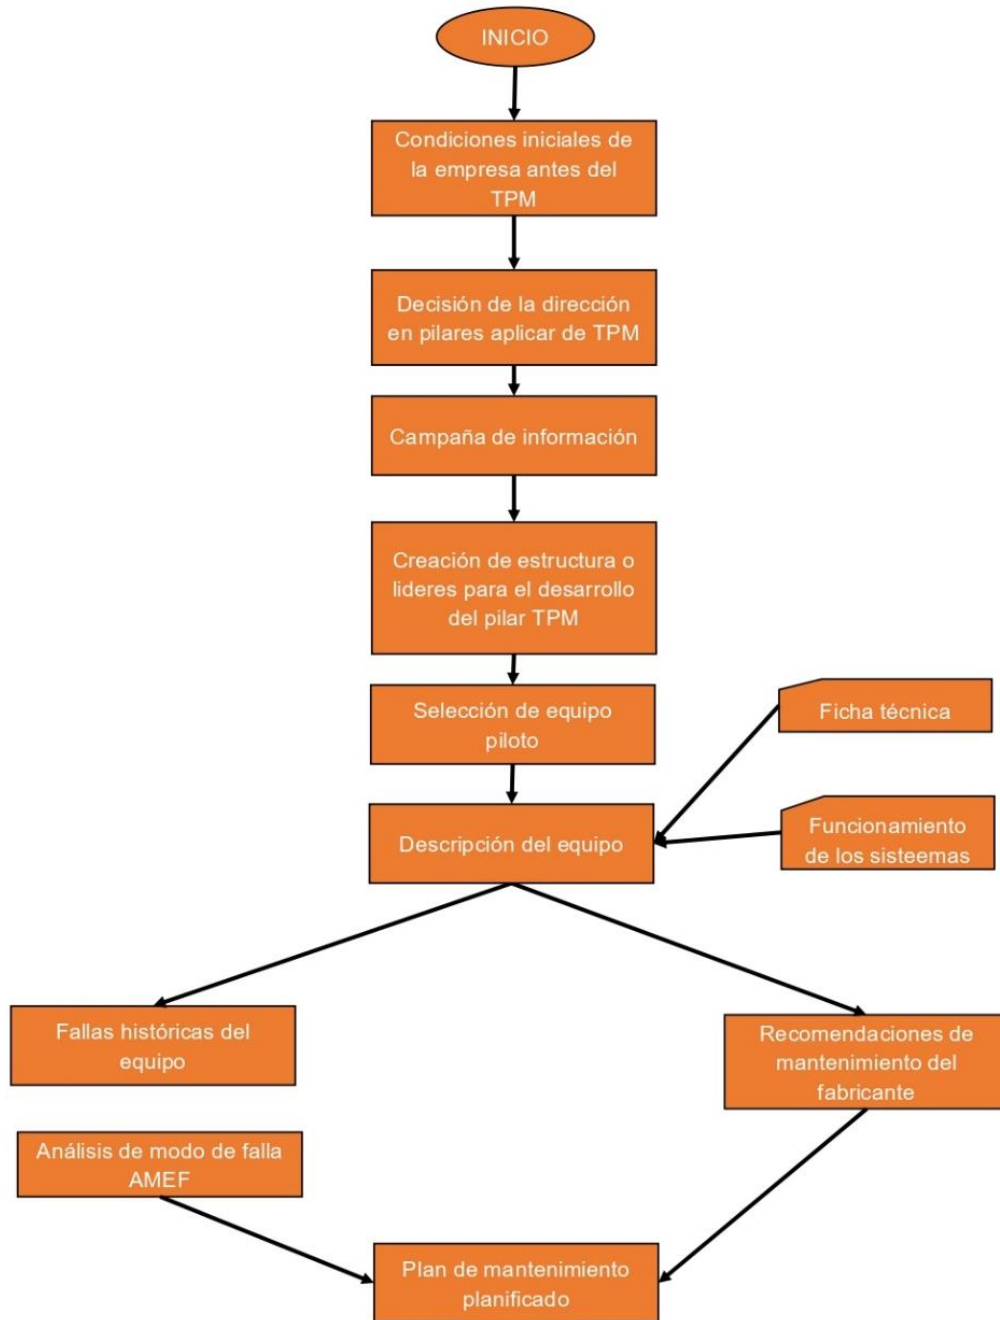 INICIO
Condiciones iniciales de
la empresa antes del
TPM
Decisión de la dirección
en pilares aplicar de TPM
Campaña de información
Creación de estructura o
lideres para el desarrollo
del pilar TPM
Selección de equipo
piloto
Ficha técnica
Descripción del equipo
Funcionamiento
de los sisteemas
Fallas históricas del
equipo
Recomendaciones de
mantenimiento del
fabricante
Análisis de modo de falla
AMEF
Plan de mantenimiento
planificado